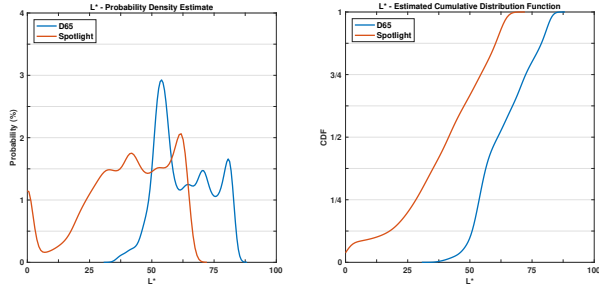 L* - Probability Density Estimate
D65
Spotlight
Probability (%)
4
3
2
1
0
0 25 50 75 100
L*
L* - Estimated Cumulative Distribution Function
D65
Spotlight
CDF
1
3/4
1/2
1/4
0
0 25 50 75 100
L*